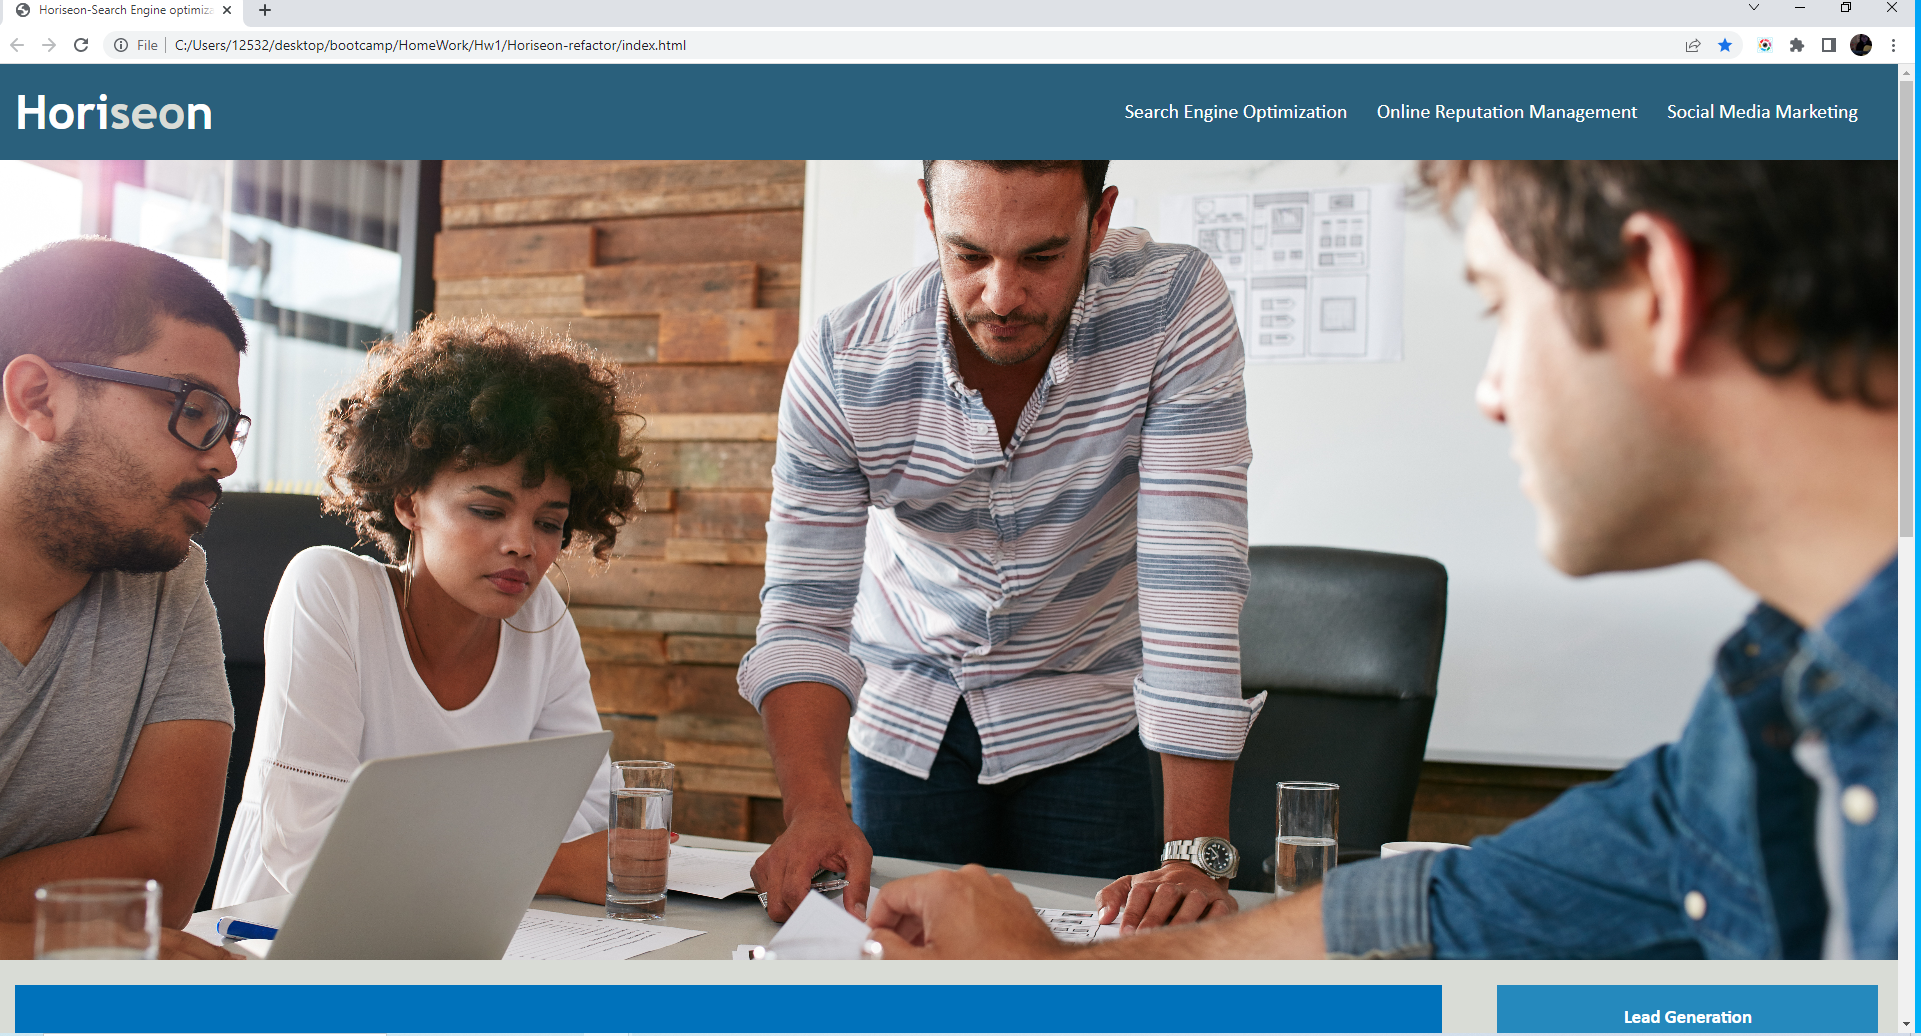 Horiseon-Search Engine optimiz
File
C:/Users/12532/desktop/bootcamp/HomeWork/Hw1/Horiseon-refactor/index.html
Horiseon
Search Engine Optimization
Online Reputation Management
Social Media Marketing
Lead Generation